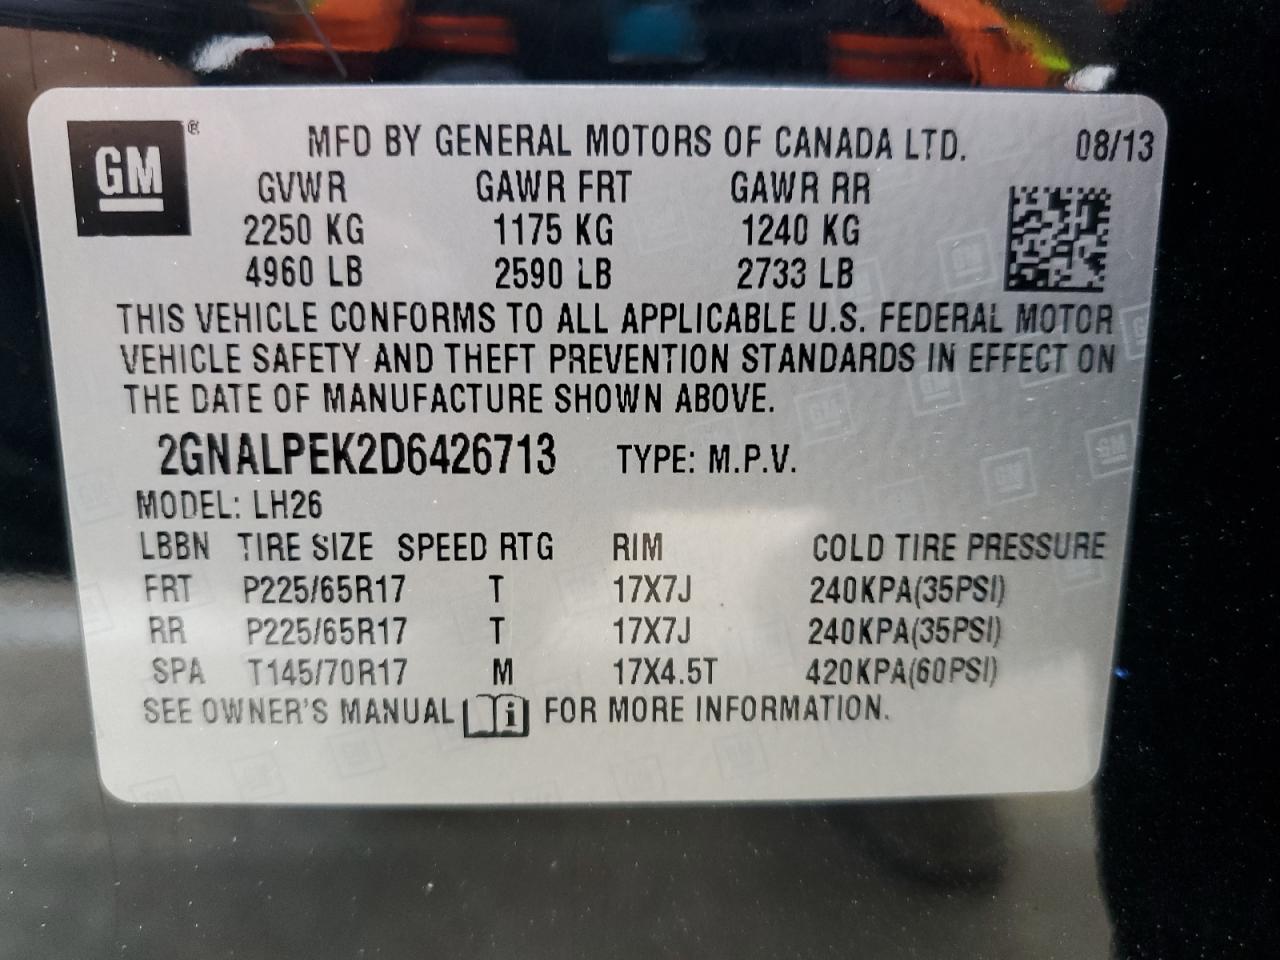 GM ® MFD BY GENERAL MOTORS OF CANADA LTD. 08/13
GVWR GAWR FRT GAWR RR
2250 KG 1175 KG 1240 KG
4960 LB 2590 LB 2733 LB
THIS VEHICLE CONFORMS TO ALL APPLICABLE U.S. FEDERAL MOTOR
VEHICLE SAFETY AND THEFT PREVENTION STANDARDS IN EFFECT ON
THE DATE OF MANUFACTURE SHOWN ABOVE.
2GNALPEK2D6426713 TYPE: M.P.V.
MODEL: LH26
LBBN TIRE SIZE SPEED RTG RIM COLD TIRE PRESSURE
FRT P225/65R17 T 17X7J 240KPA(35PSI)
RR P225/65R17 T 17X7J 240KPA(35PSI)
SPA T145/70R17 M 17X4.5T 420KPA(60PSI)
SEE OWNER'S MANUAL i FOR MORE INFORMATION.